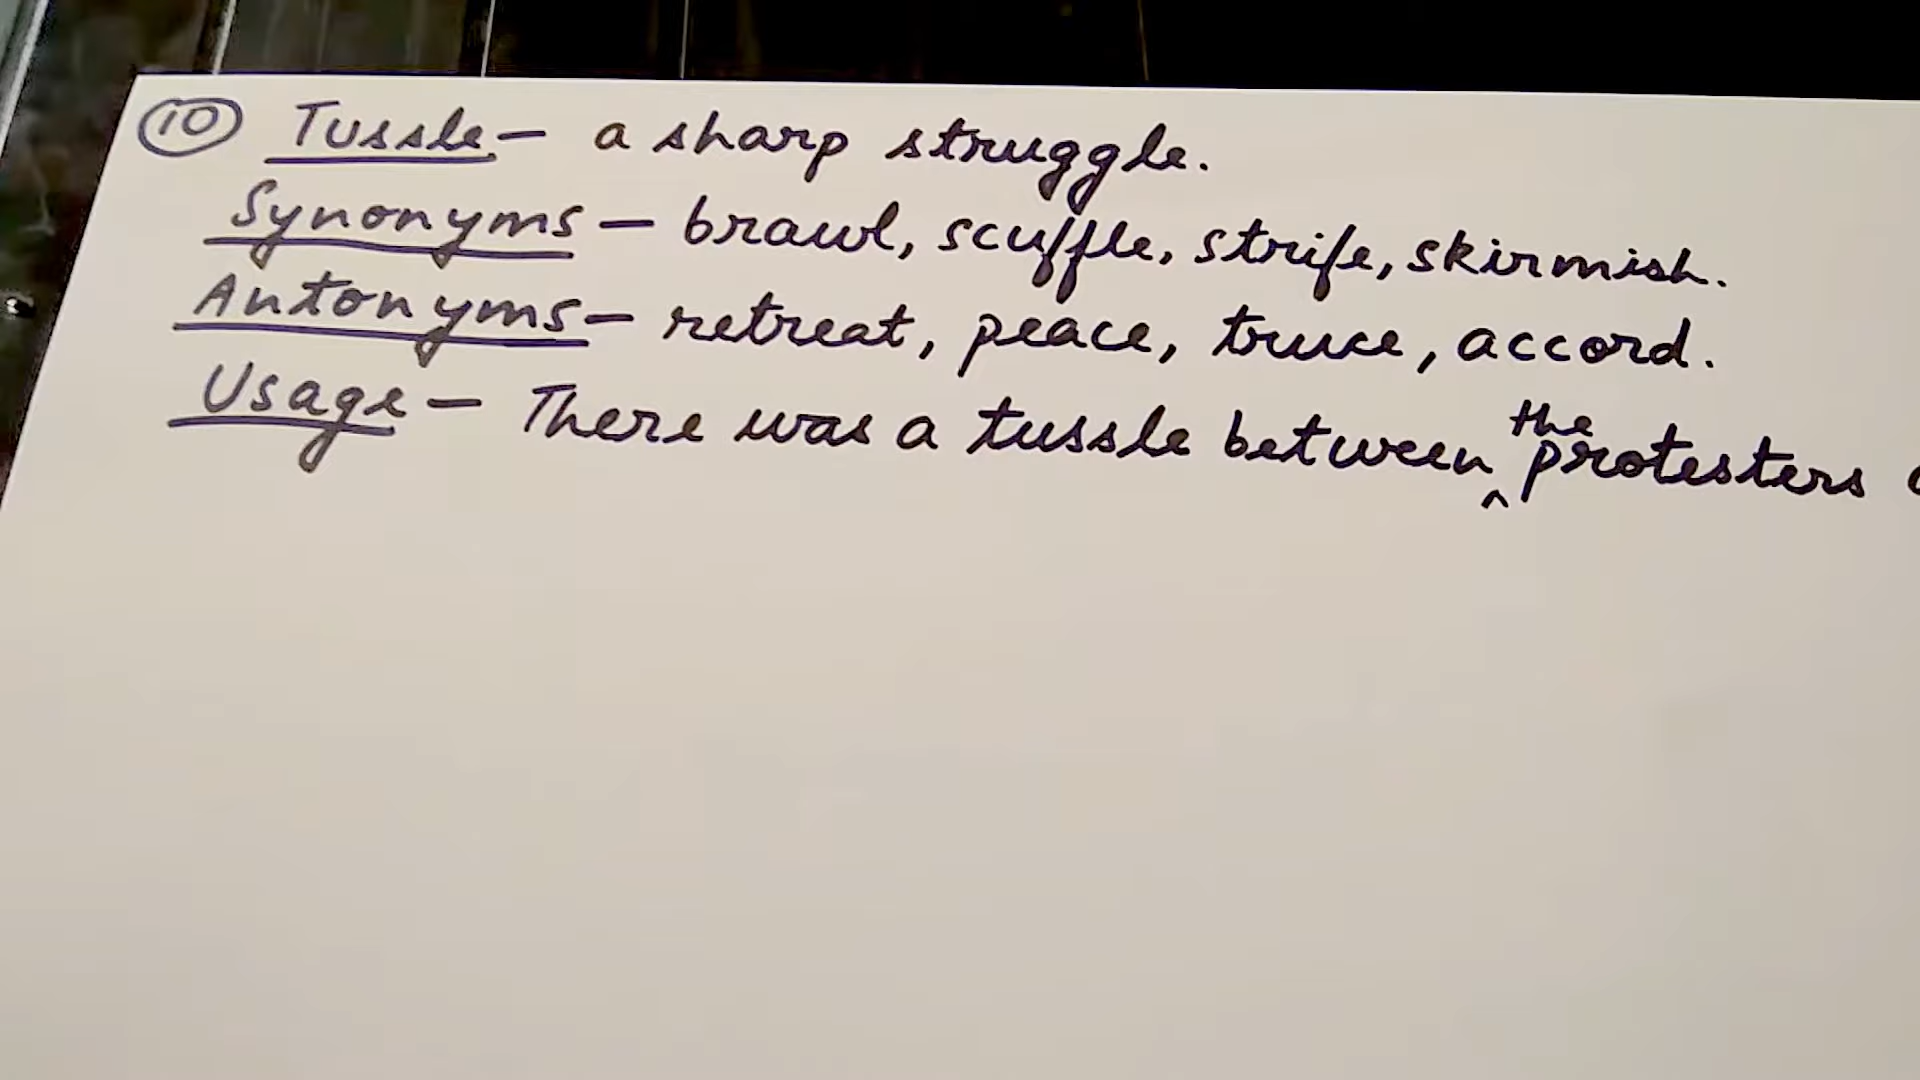 10 Tussle - a sharp struggle.
Synonyms - brawl, scuffle, strife, skirmish.
Antonyms - retreat, peace, truce, accord.
Usage - There was a tussle between the protesters